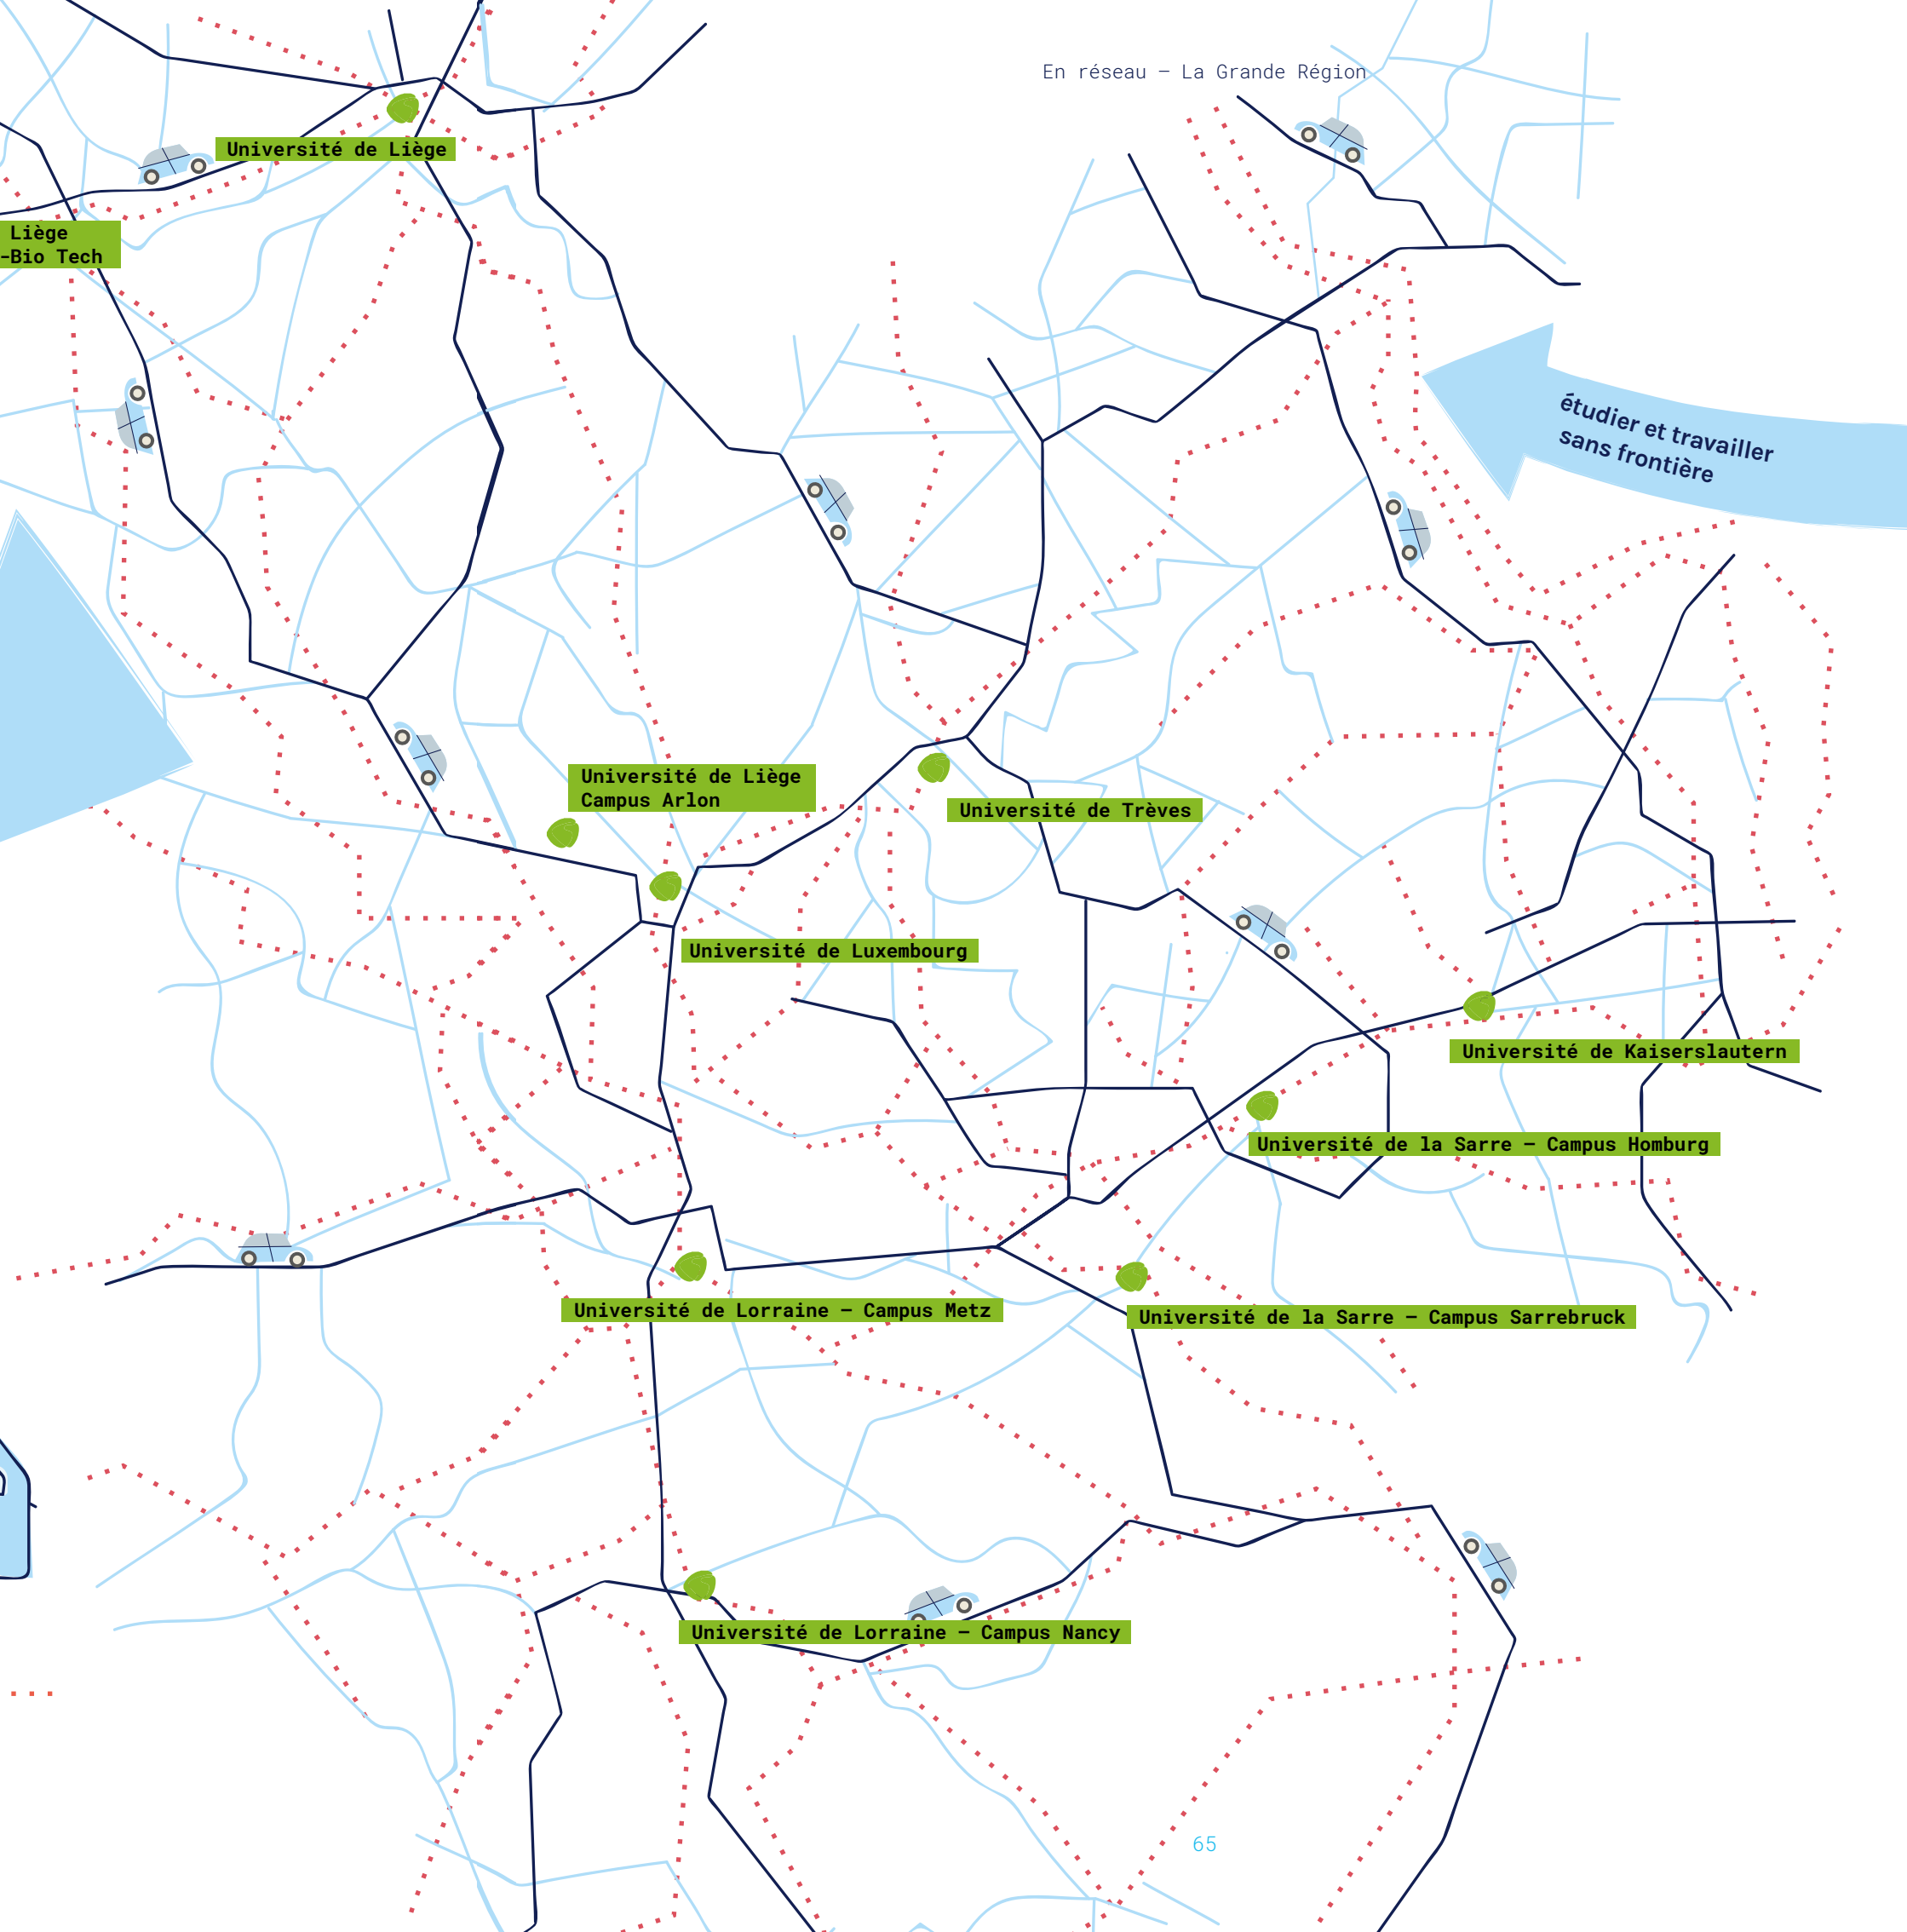 En réseau – La Grande Région
Université de Liège
Liège
-Bio Tech
étudier et travailler
sans frontière
Université de Liège
Campus Arlon
Université de Trèves
Université de Luxembourg
Université de Kaiserslautern
Université de la Sarre – Campus Homburg
Université de Lorraine – Campus Metz
Université de la Sarre – Campus Sarrebruck
Université de Lorraine – Campus Nancy
65